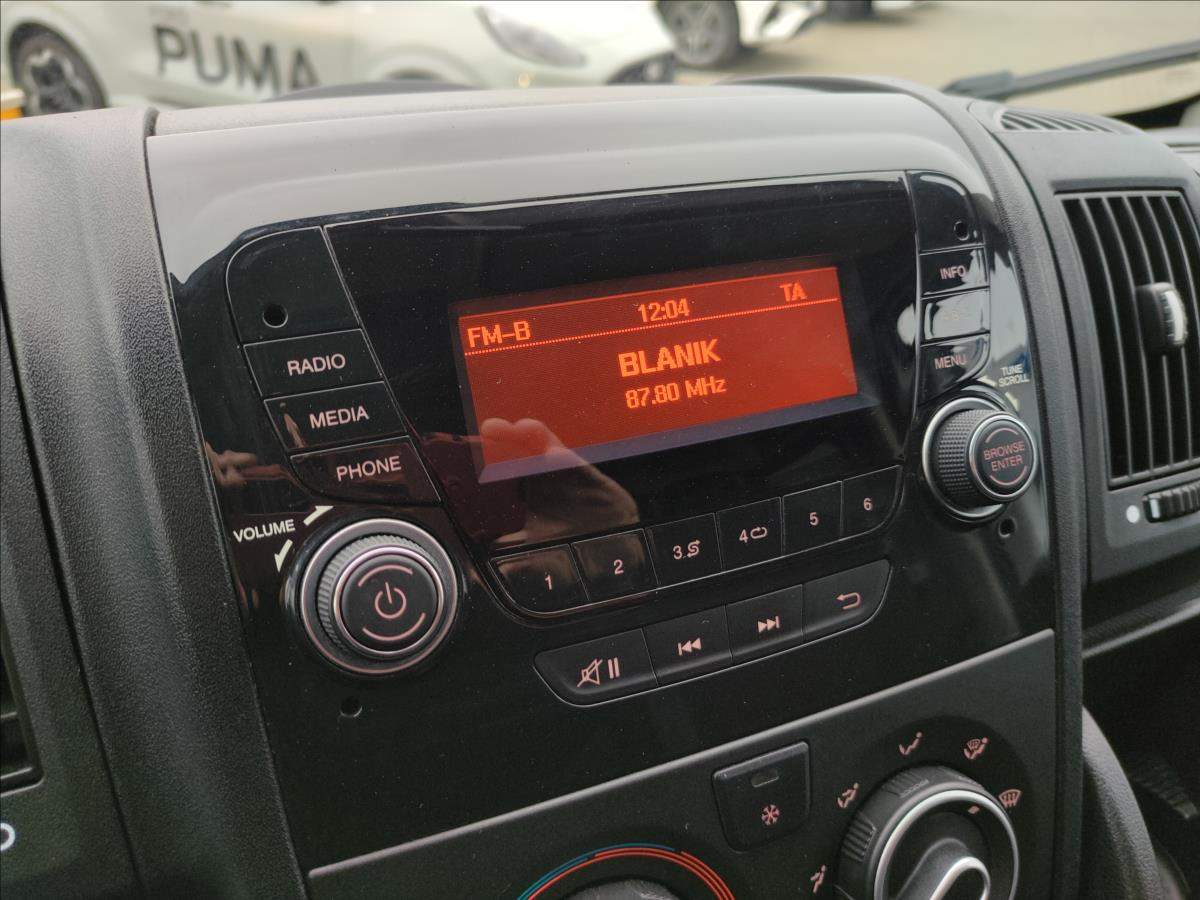 PUMA
12:04
TA
FM-B
BLANIK
87.80 MHz
INFO
MENU
RADIO
MEDIA
PHONE
TUNE
SCROLL
BROWSE
ENTER
VOLUME
1
2
3
4
5
6